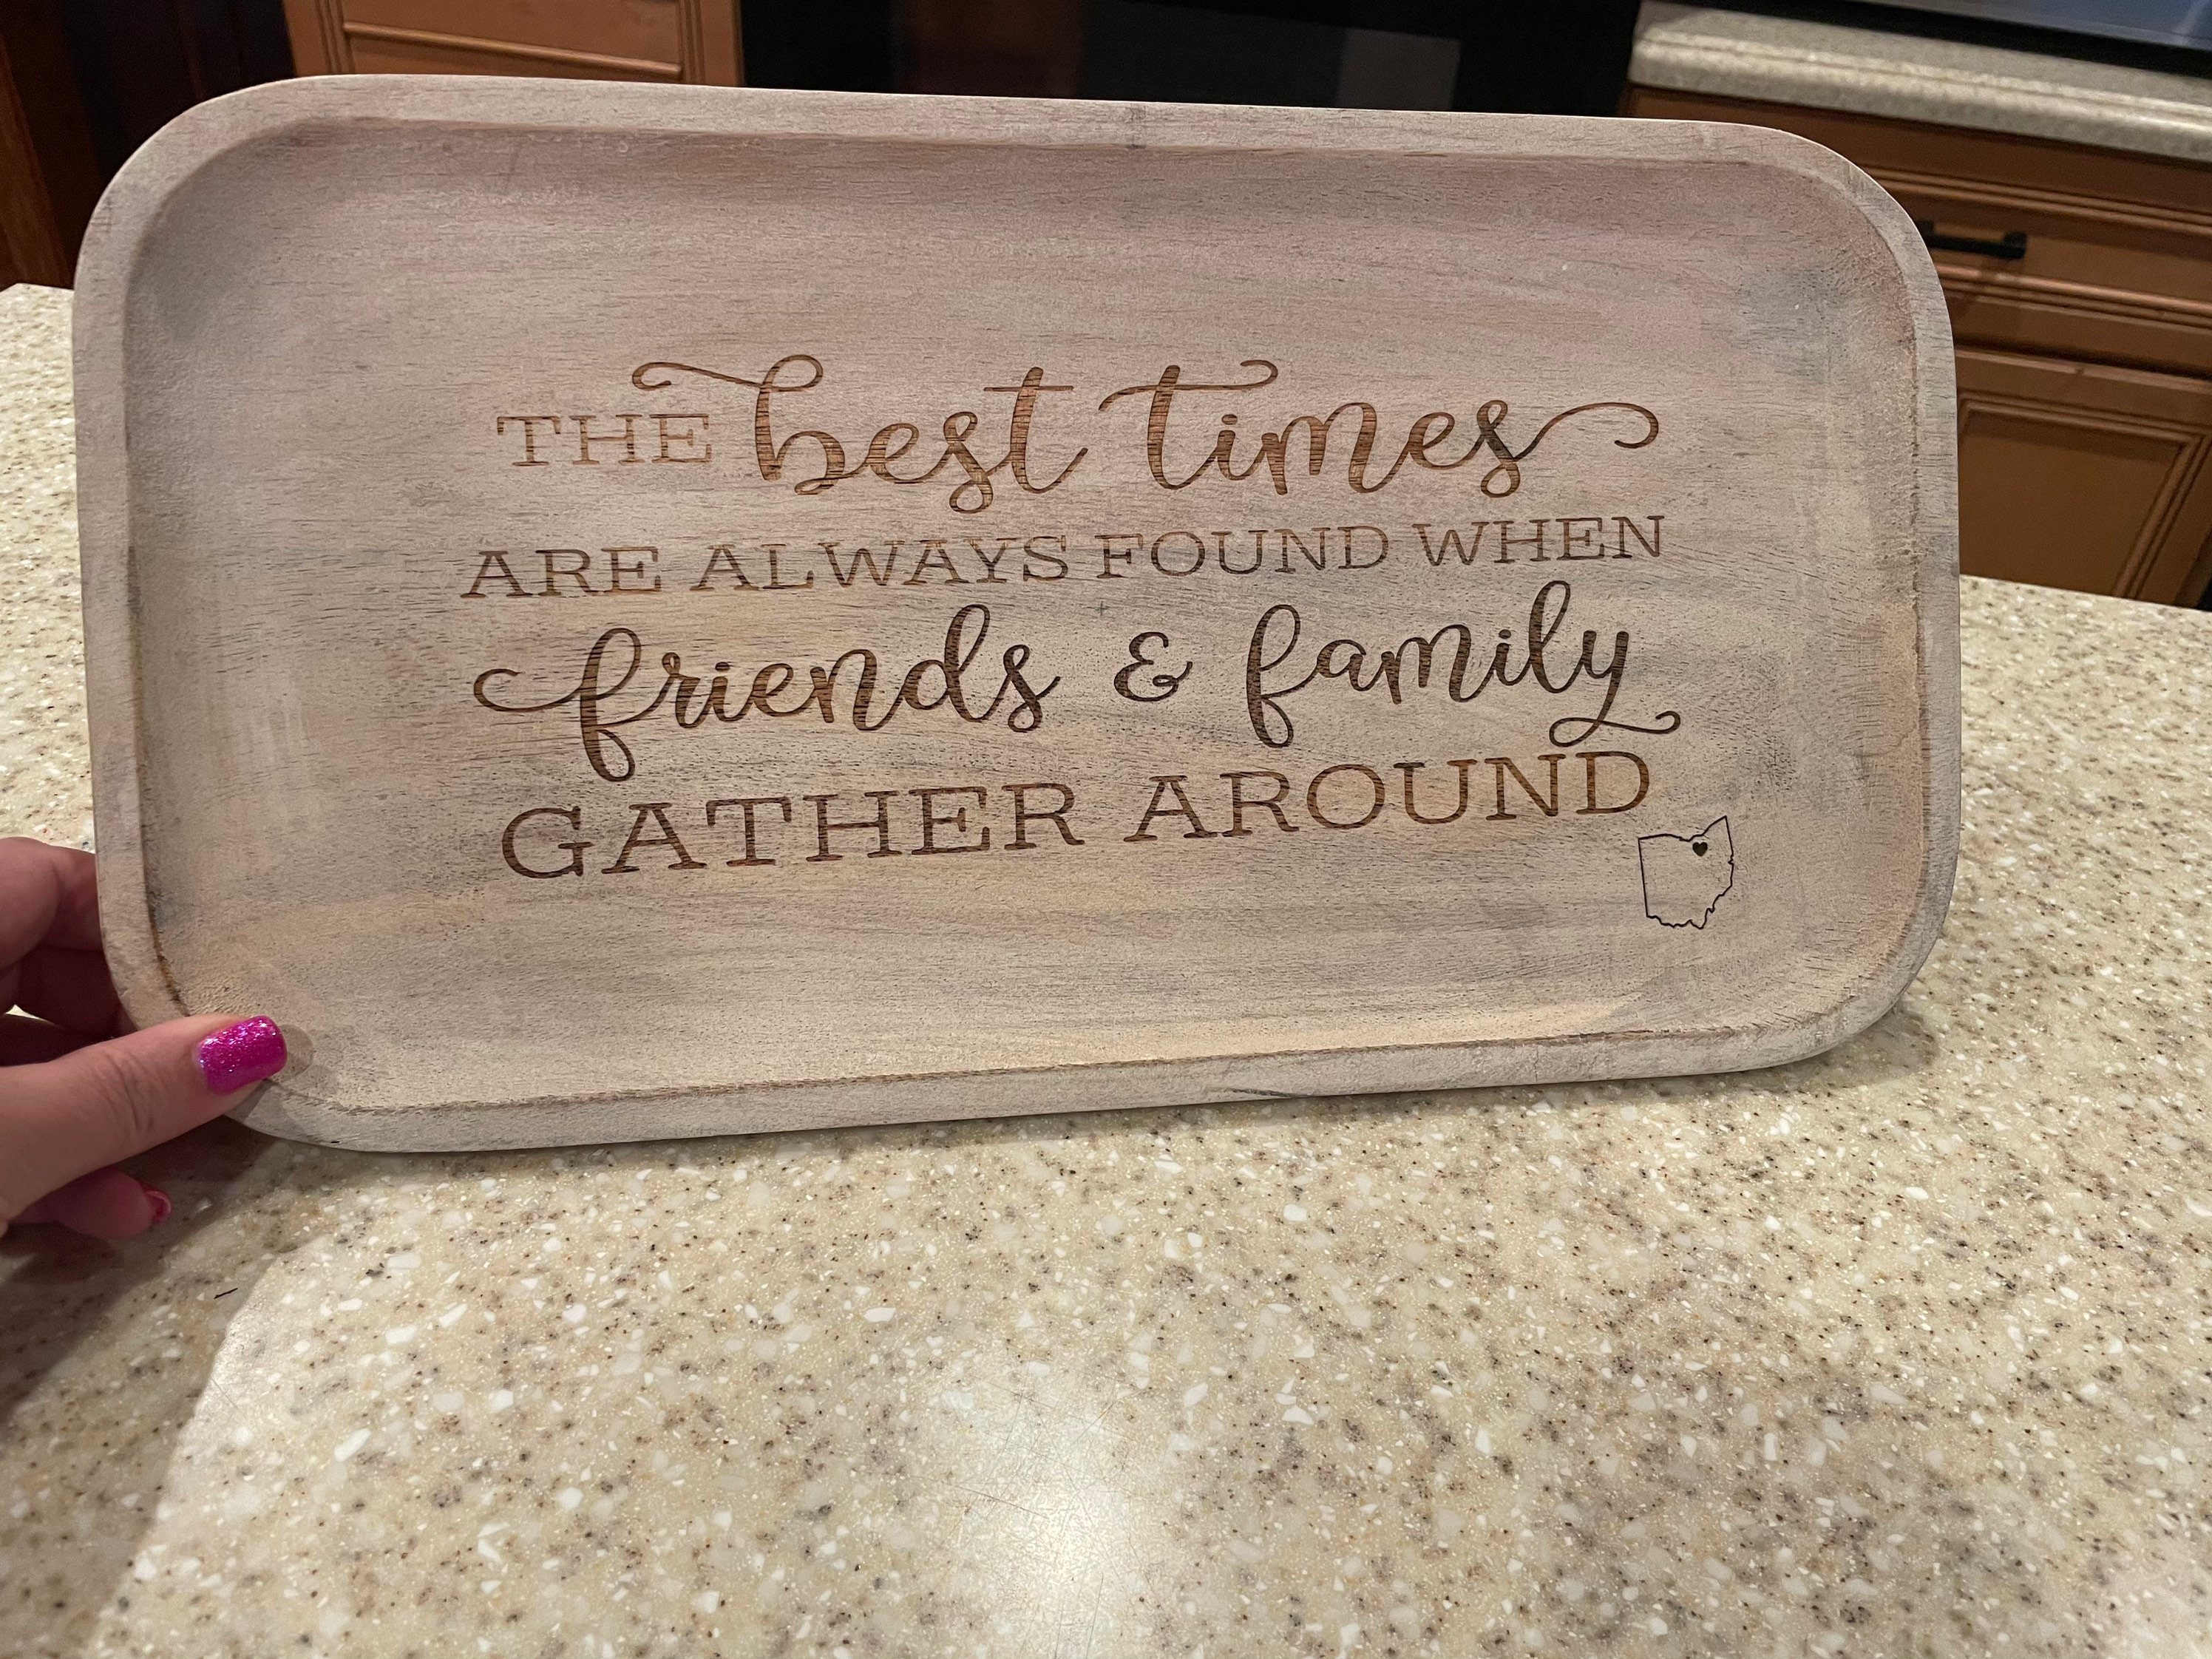 THE best times
ARE ALWAYS FOUND WHEN
friends & family
GATHER AROUND